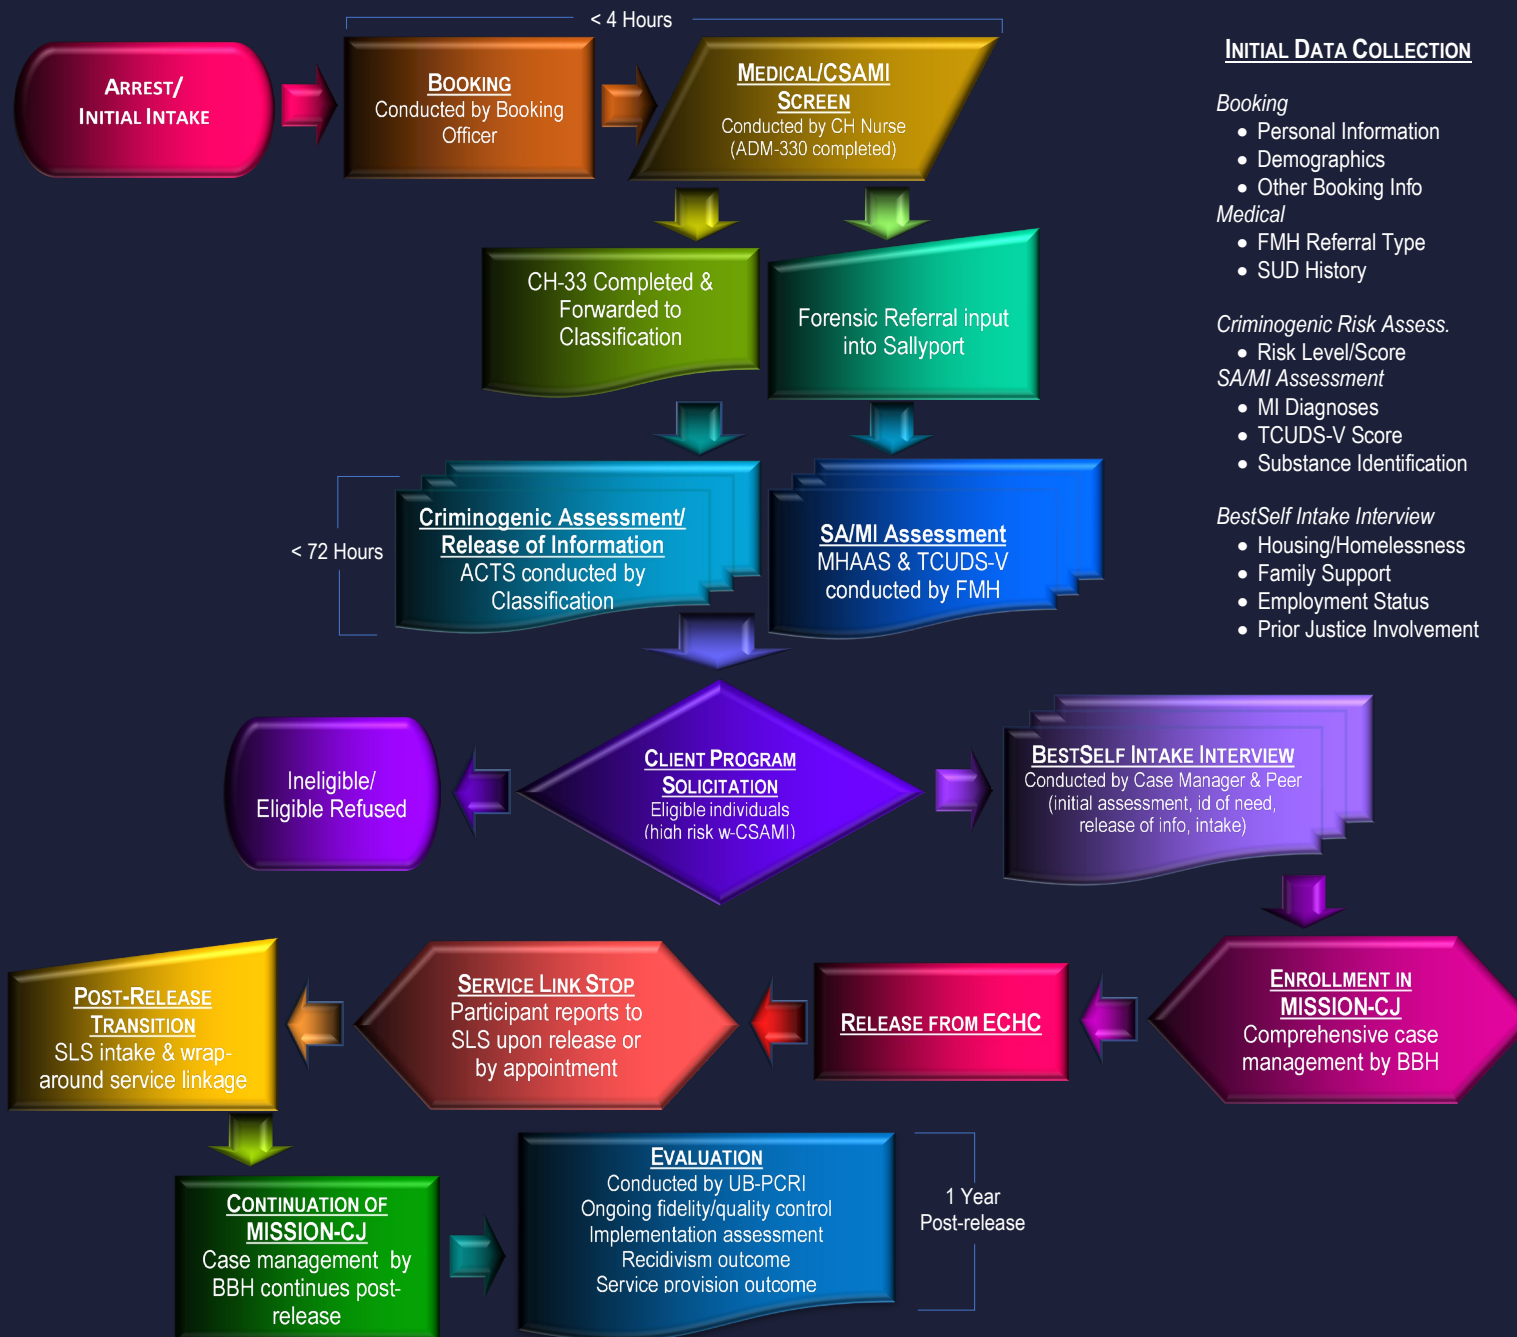 < 4 Hours
ARREST/
INITIAL INTAKE
BOOKING
Conducted by Booking
Officer
MEDICAL/CSAMI
SCREEN
Conducted by CH Nurse
(ADM-330 completed)
CH-33 Completed &
Forwarded to
Classification
Forensic Referral input
into Sallyport
< 72 Hours
Criminogenic Assessment/
Release of Information
ACTS conducted by
Classification
SA/MI Assessment
MHAAS & TCUDS-V
conducted by FMH
INITIAL DATA COLLECTION
Booking
• Personal Information
• Demographics
• Other Booking Info
Medical
• FMH Referral Type
• SUD History
Criminogenic Risk Assess.
• Risk Level/Score
SA/MI Assessment
• MI Diagnoses
• TCUDS-V Score
• Substance Identification
BestSelf Intake Interview
• Housing/Homelessness
• Family Support
• Employment Status
• Prior Justice Involvement
Ineligible/
Eligible Refused
CLIENT PROGRAM
SOLICITATION
Eligible individuals
(high risk w-CSAMI)
BESTSELF INTAKE INTERVIEW
Conducted by Case Manager & Peer
(initial assessment, id of need,
release of info, intake)
ENROLLMENT IN
MISSION-CJ
Comprehensive case
management by BBH
RELEASE FROM ECHC
SERVICE LINK STOP
Participant reports to
SLS upon release or
by appointment
POST-RELEASE
TRANSITION
SLS intake & wrap-
around service linkage
CONTINUATION OF
MISSION-CJ
Case management by
BBH continues post-
release
EVALUATION
Conducted by UB-PCRI
Ongoing fidelity/quality control
Implementation assessment
Recidivism outcome
Service provision outcome
1 Year
Post-release